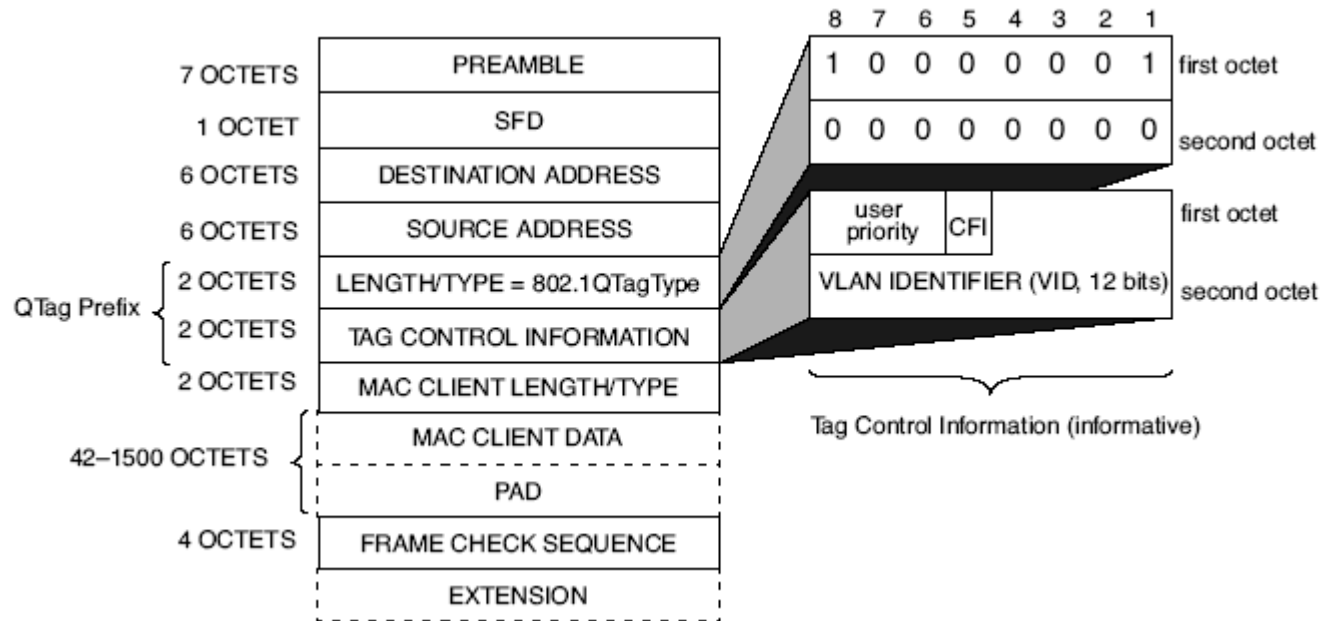 8 7 6 5 4 3 2 1
7 OCTETS PREAMBLE 1 0 0 0 0 0 0 1 first octet
1 OCTET SFD 0 0 0 0 0 0 0 0 second octet
6 OCTETS DESTINATION ADDRESS
6 OCTETS SOURCE ADDRESS
user
priority CFI first octet
QTag Prefix
2 OCTETS LENGTH/TYPE = 802.1QTagType VLAN IDENTIFIER (VID, 12 bits) second octet
2 OCTETS TAG CONTROL INFORMATION
2 OCTETS MAC CLIENT LENGTH/TYPE
Tag Control Information (informative)
42–1500 OCTETS MAC CLIENT DATA
PAD
4 OCTETS FRAME CHECK SEQUENCE
EXTENSION